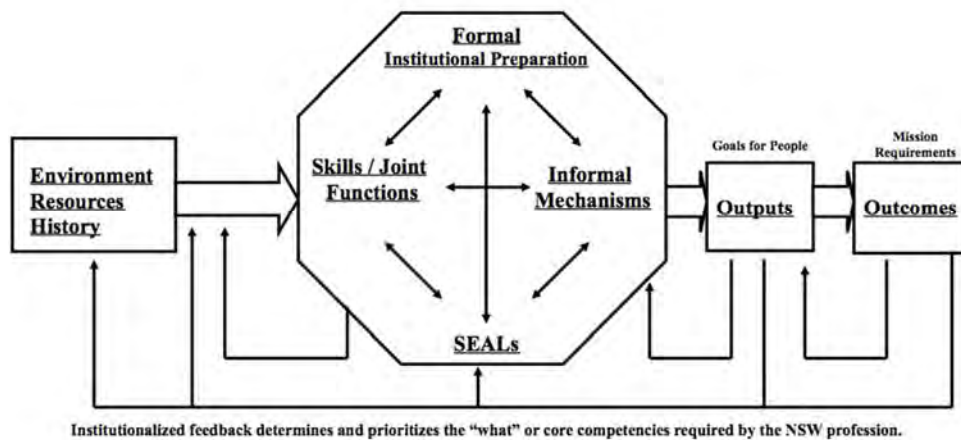 Formal
Institutional Preparation
Environment
Resources
History
Skills / Joint
Functions
Informal
Mechanisms
SEALs
Goals for People
Outputs
Mission
Requirements
Outcomes
Institutionalized feedback determines and prioritizes the “what” or core competencies required by the NSW profession.